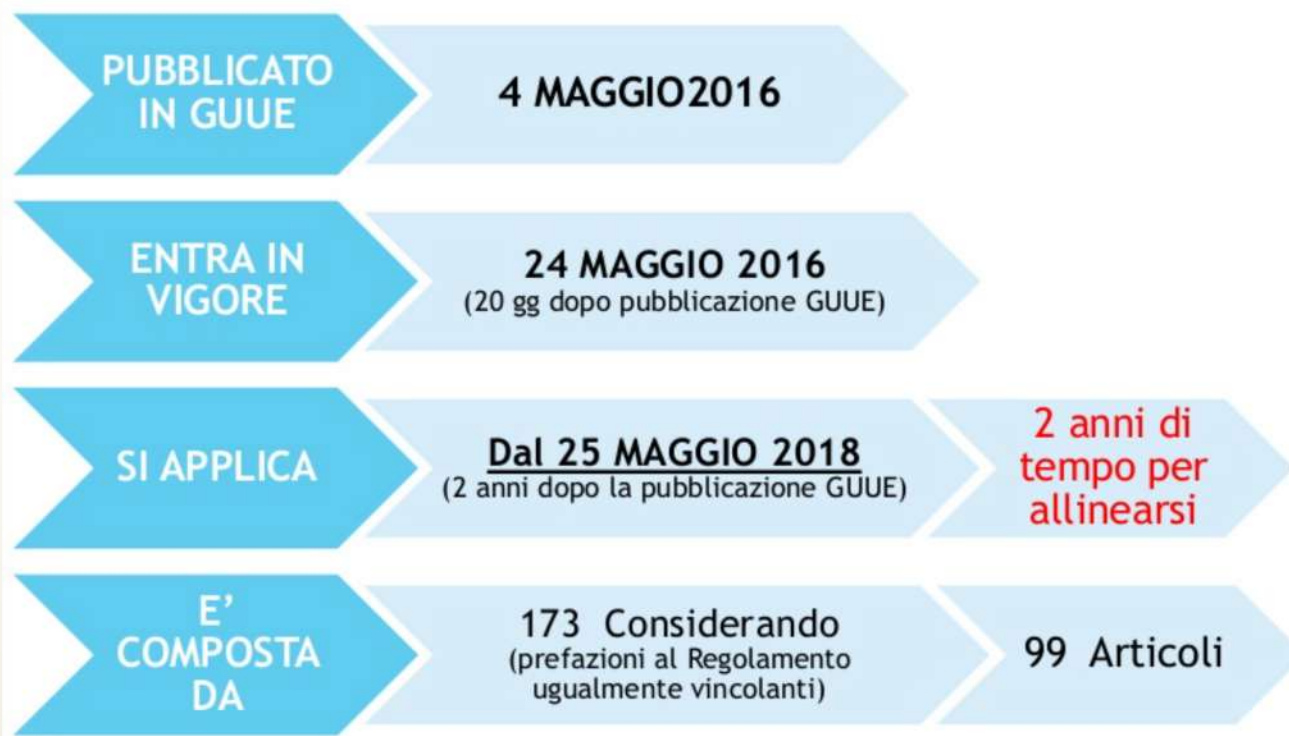 PUBBLICATO
IN GUUE
4 MAGGIO2016
ENTRA IN
VIGORE
24 MAGGIO 2016
(20 gg dopo pubblicazione GUUE)
SI APPLICA
Dal 25 MAGGIO 2018
(2 anni dopo la pubblicazione GUUE)
2 anni di
tempo per
allinearsi
E’
COMPOSTA
DA
173 Considerando
(prefazioni al Regolamento
ugualmente vincolanti)
99 Articoli